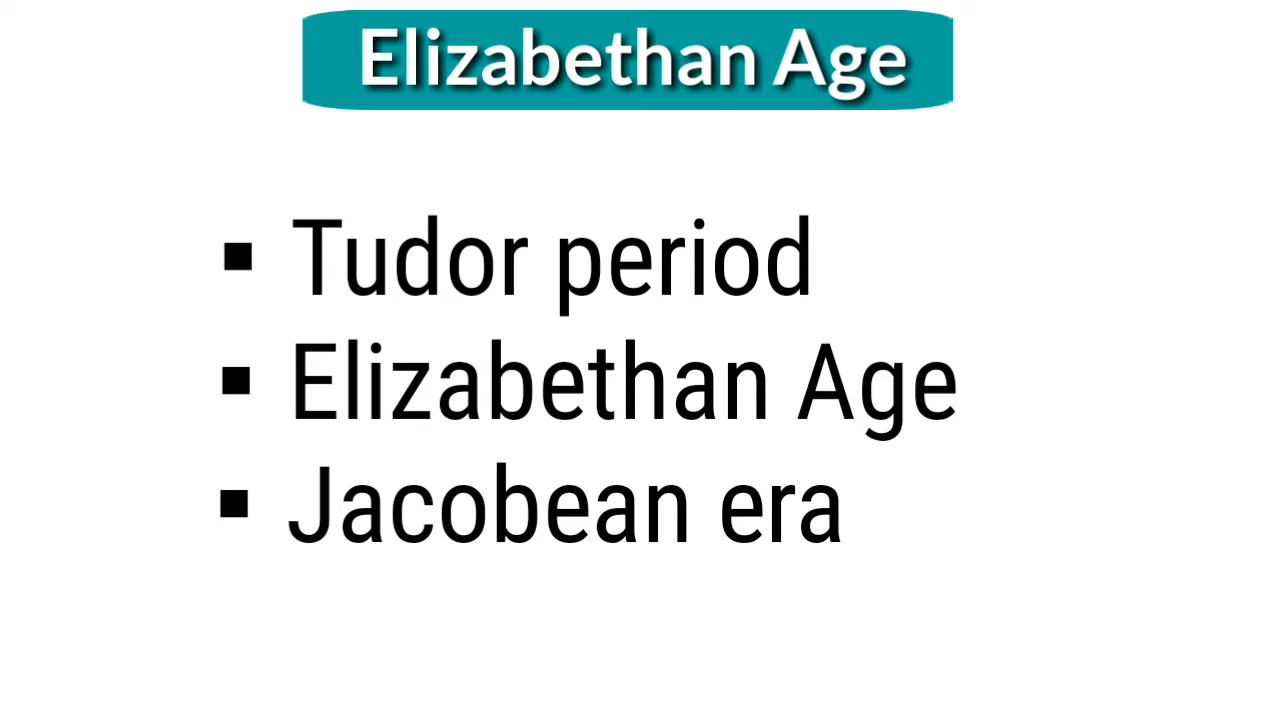 Elizabethan Age
▪ Tudor period
▪ Elizabethan Age
▪ Jacobean era